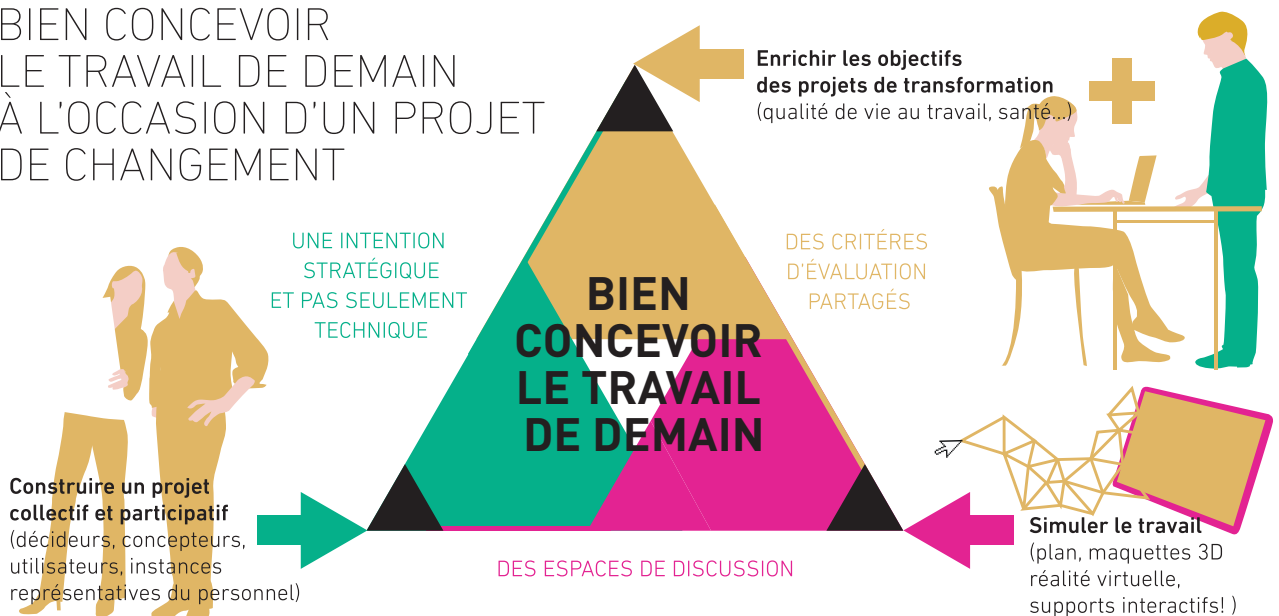 BIEN CONCEVOIR
LE TRAVAIL DE DEMAIN
À L'OCCASION D'UN PROJET
DE CHANGEMENT
Enrichir les objectifs
des projets de transformation
(qualité de vie au travail, santé...)
UNE INTENTION
STRATÉGIQUE
ET PAS SEULEMENT
TECHNIQUE
DES CRITÉRES
D'ÉVALUATION
PARTAGÉS
BIEN
CONCEVOIR
LE TRAVAIL
DE DEMAIN
Construire un projet
collectif et participatif
(décideurs, concepteurs,
utilisateurs, instances
représentatives du personnel)
DES ESPACES DE DISCUSSION
Simuler le travail
(plan, maquettes 3D
réalité virtuelle,
supports interactifs! )